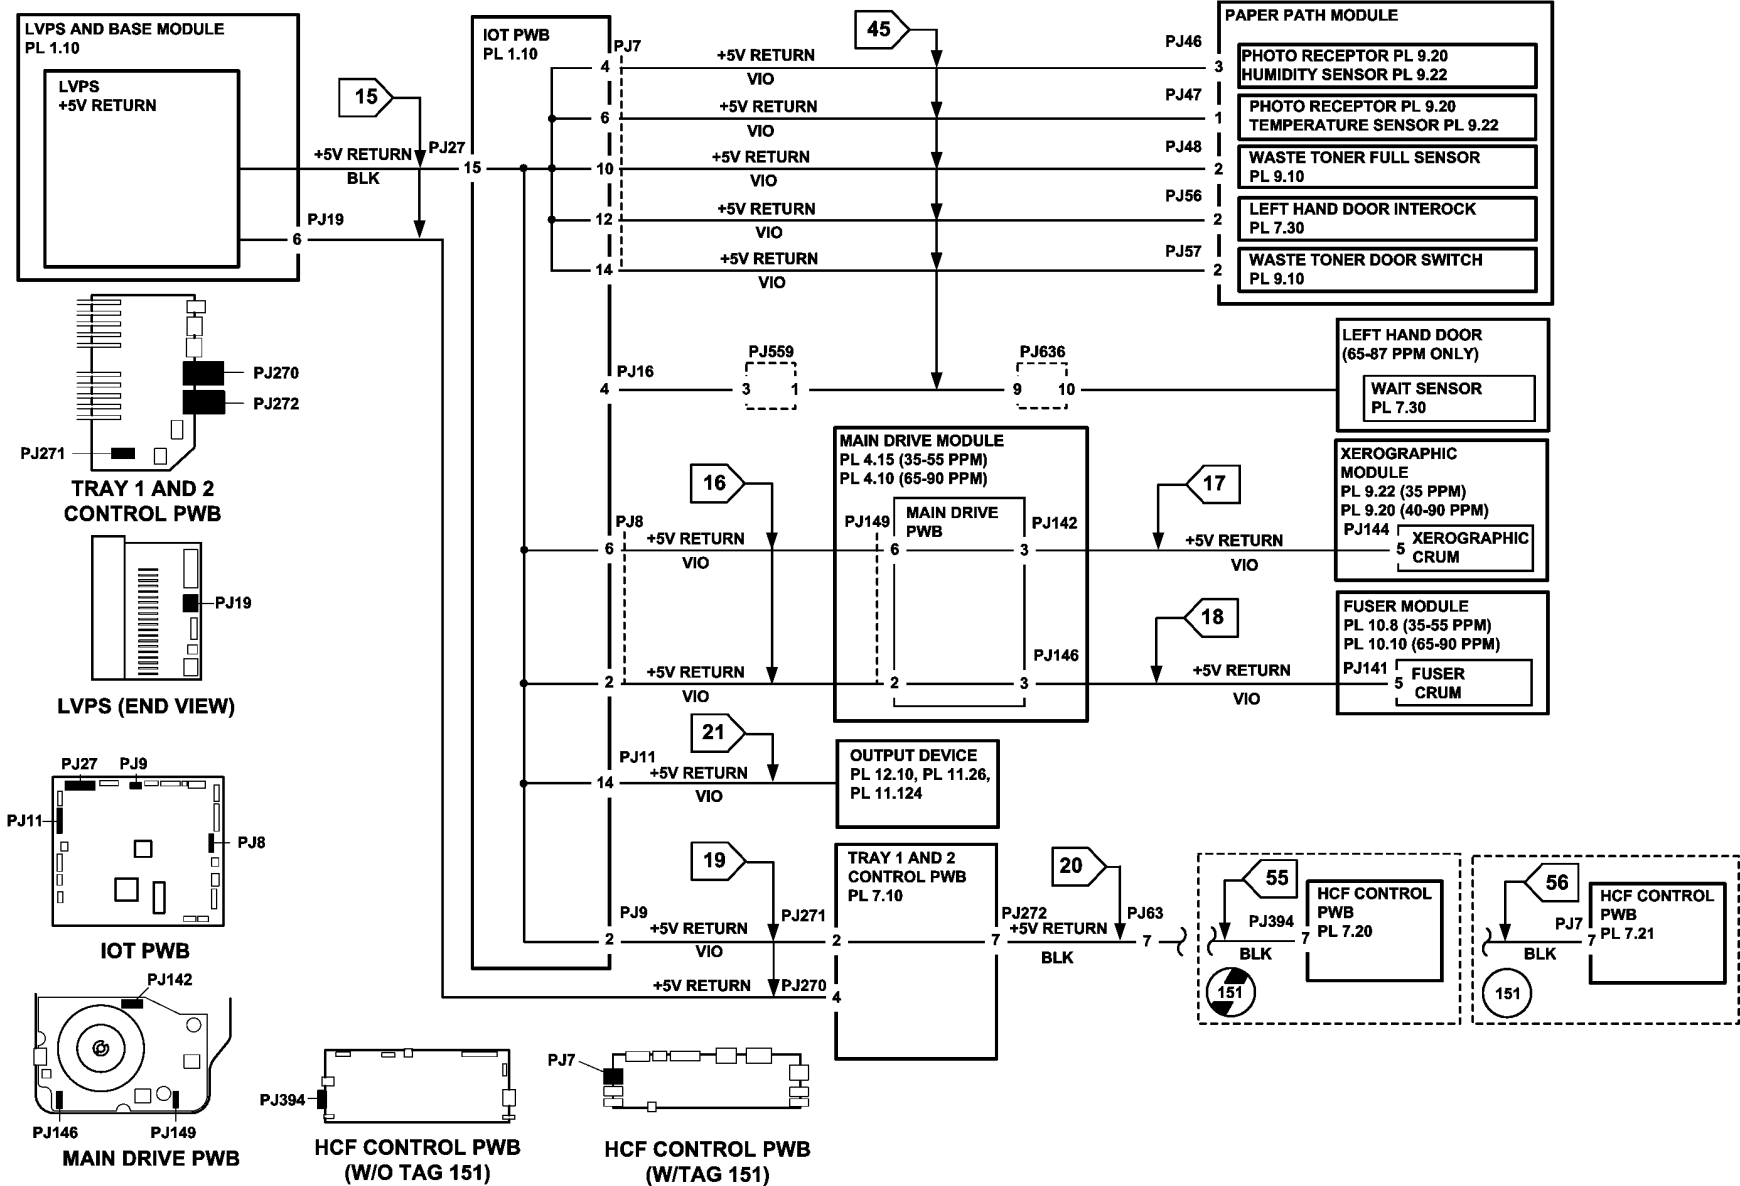 LVPS AND BASE MODULE
PL 1.10
LVPS
+5V RETURN
15
+5V RETURN
BLK
PJ27
15
PJ19
6
IOT PWB
PL 1.10
PJ7
4
+5V RETURN
VIO
6
+5V RETURN
VIO
10
+5V RETURN
VIO
12
+5V RETURN
VIO
14
+5V RETURN
VIO
45
PAPER PATH MODULE
PJ46
3
PHOTO RECEPTOR PL 9.20
HUMIDITY SENSOR PL 9.22
PJ47
1
PHOTO RECEPTOR PL 9.20
TEMPERATURE SENSOR PL 9.22
PJ48
2
WASTE TONER FULL SENSOR
PL 9.10
PJ56
2
LEFT HAND DOOR INTEROCK
PL 7.30
PJ57
2
WASTE TONER DOOR SWITCH
PL 9.10
PJ16
4
PJ559
3 1
PJ636
9 10
LEFT HAND DOOR
(65-87 PPM ONLY)
WAIT SENSOR
PL 7.30
PJ270
PJ272
PJ271
TRAY 1 AND 2
CONTROL PWB
PJ8
6
+5V RETURN
VIO
16
MAIN DRIVE MODULE
PL 4.15 (35-55 PPM)
PL 4.10 (65-90 PPM)
PJ149
6
MAIN DRIVE
PWB
3
PJ142
17
+5V RETURN
VIO
XEROGRAPHIC
MODULE
PL 9.22 (35 PPM)
PL 9.20 (40-90 PPM)
PJ144
5
XEROGRAPHIC
CRUM
PJ19
LVPS (END VIEW)
2
+5V RETURN
VIO
2
3
PJ146
18
+5V RETURN
VIO
FUSER MODULE
PL 10.8 (35-55 PPM)
PL 10.10 (65-90 PPM)
PJ141
5
FUSER
CRUM
21
PJ11
14
+5V RETURN
VIO
OUTPUT DEVICE
PL 12.10, PL 11.26,
PL 11.124
PJ27
PJ9
PJ11
PJ8
IOT PWB
19
PJ9
2
+5V RETURN
VIO
PJ271
2
TRAY 1 AND 2
CONTROL PWB
PL 7.10
+5V RETURN
PJ270
4
PJ272
7
+5V RETURN
BLK
20
PJ63
7
55
PJ394
7
BLK
HCF CONTROL
PWB
PL 7.20
151
56
PJ7
7
BLK
HCF CONTROL
PWB
PL 7.21
151
PJ142
PJ146
PJ149
MAIN DRIVE PWB
PJ394
HCF CONTROL PWB
(W/O TAG 151)
PJ7
HCF CONTROL PWB
(W/TAG 151)